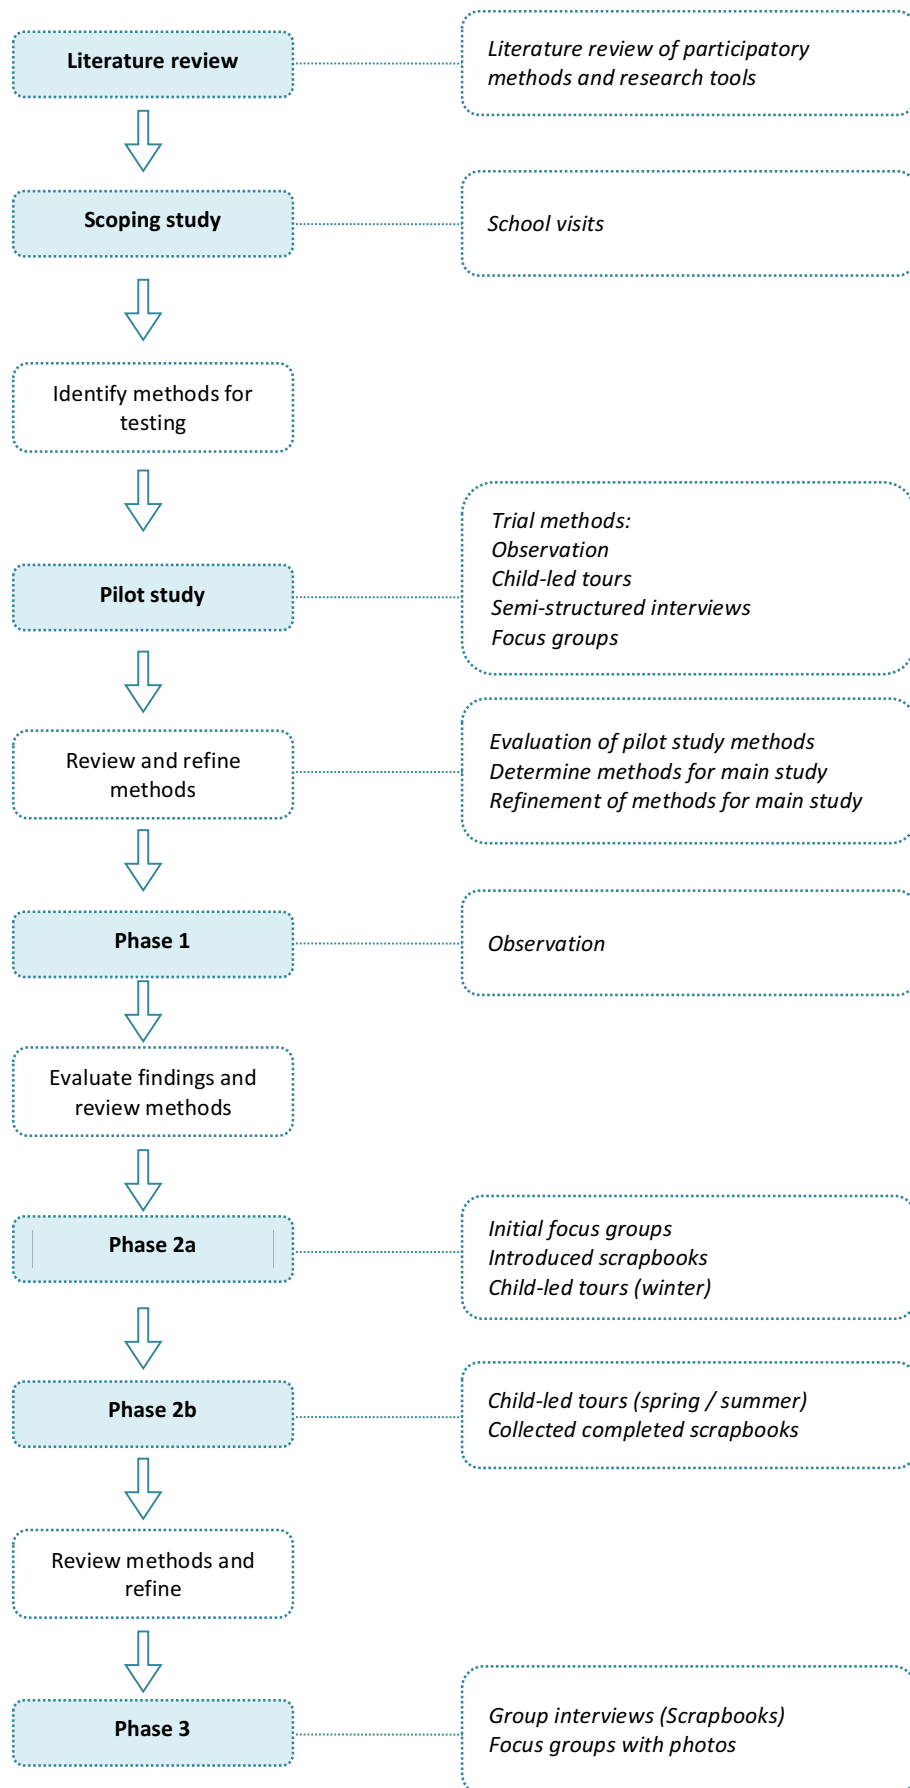 Literature review
Literature review of participatory
methods and research tools
Scoping study
School visits
Identify methods for
testing
Pilot study
Trial methods:
Observation
Child-led tours
Semi-structured interviews
Focus groups
Review and refine
methods
Evaluation of pilot study methods
Determine methods for main study
Refinement of methods for main study
Phase 1
Observation
Evaluate findings and
review methods
Phase 2a
Initial focus groups
Introduced scrapbooks
Child-led tours (winter)
Phase 2b
Child-led tours (spring / summer)
Collected completed scrapbooks
Review methods and
refine
Phase 3
Group interviews (Scrapbooks)
Focus groups with photos